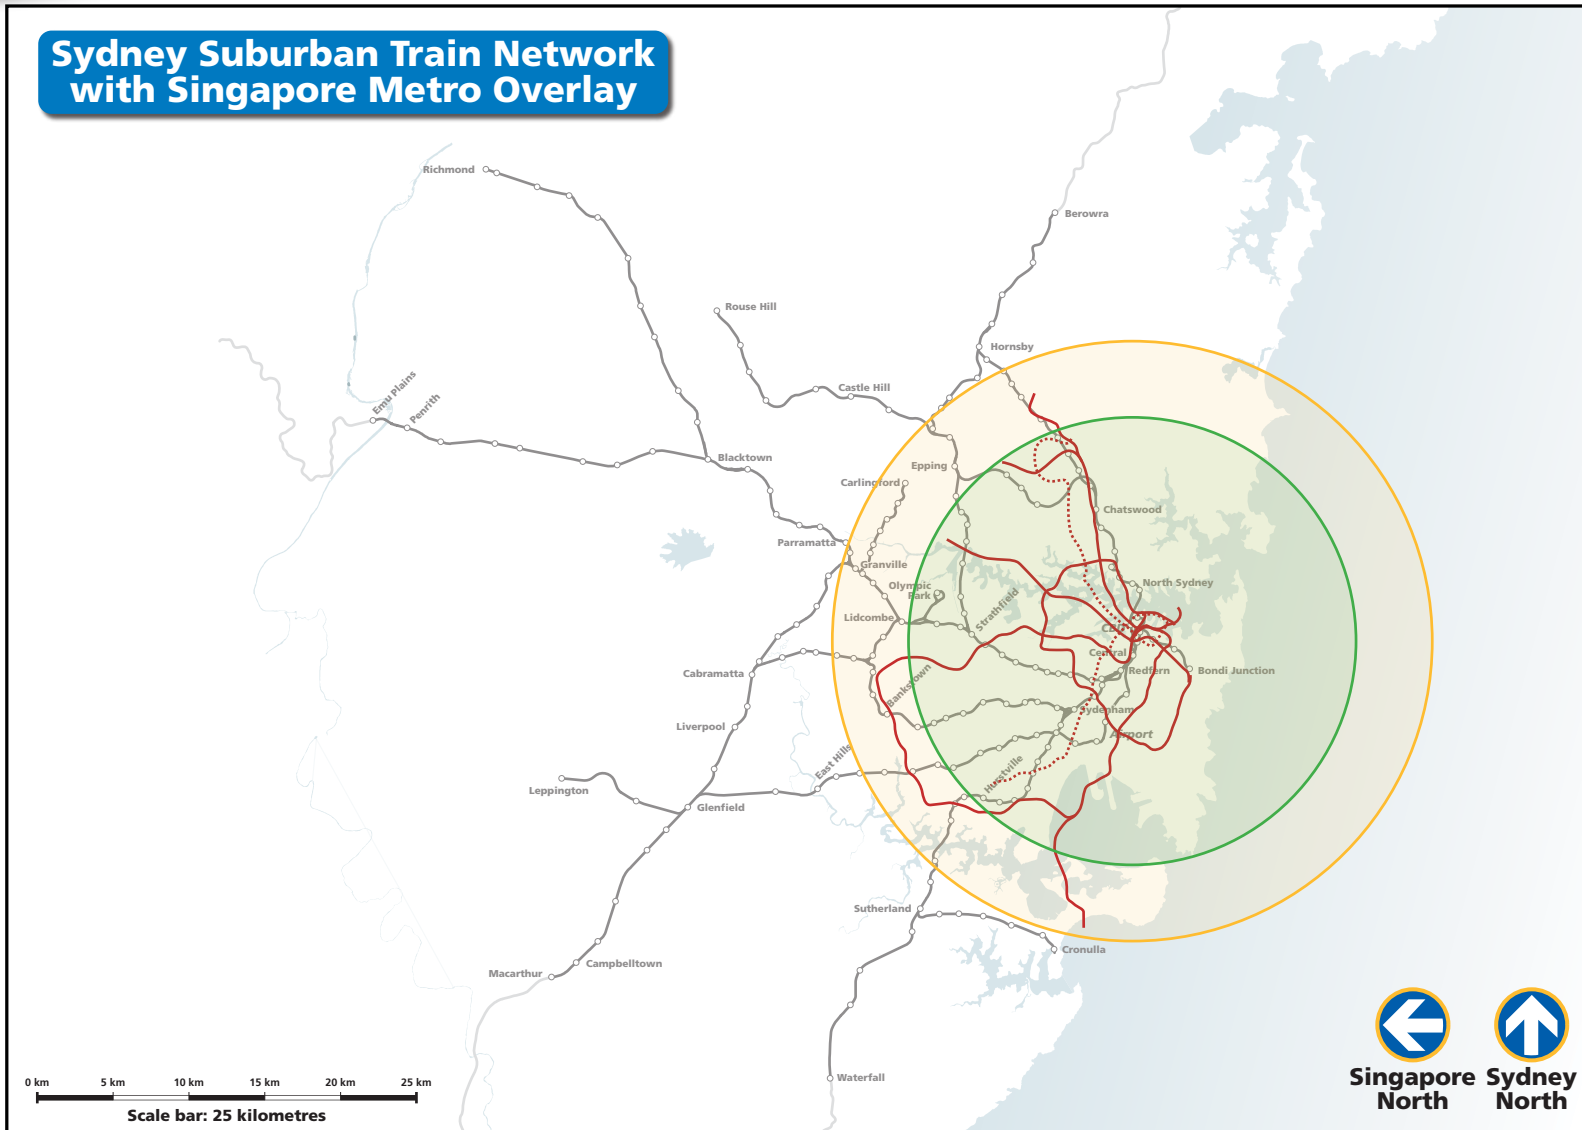 Sydney Suburban Train Network
with Singapore Metro Overlay
Richmond
Berowra
Rouse Hill
Hornsby
Castle Hill
Emu Plains
Penrith
Blacktown
Epping
Carlingford
Chatswood
Parramatta
Granville
Olympic
Park
North Sydney
Lidcombe
Strathfield
CBD
Central
Redfern
Bondi Junction
Cabramatta
Bankstown
Sydenham
Liverpool
Airport
East Hills
Hurstville
Leppington
Glenfield
Sutherland
Cronulla
Macarthur
Campbelltown
Waterfall
0 km 5 km 10 km 15 km 20 km 25 km
Scale bar: 25 kilometres
Singapore
North
Sydney
North